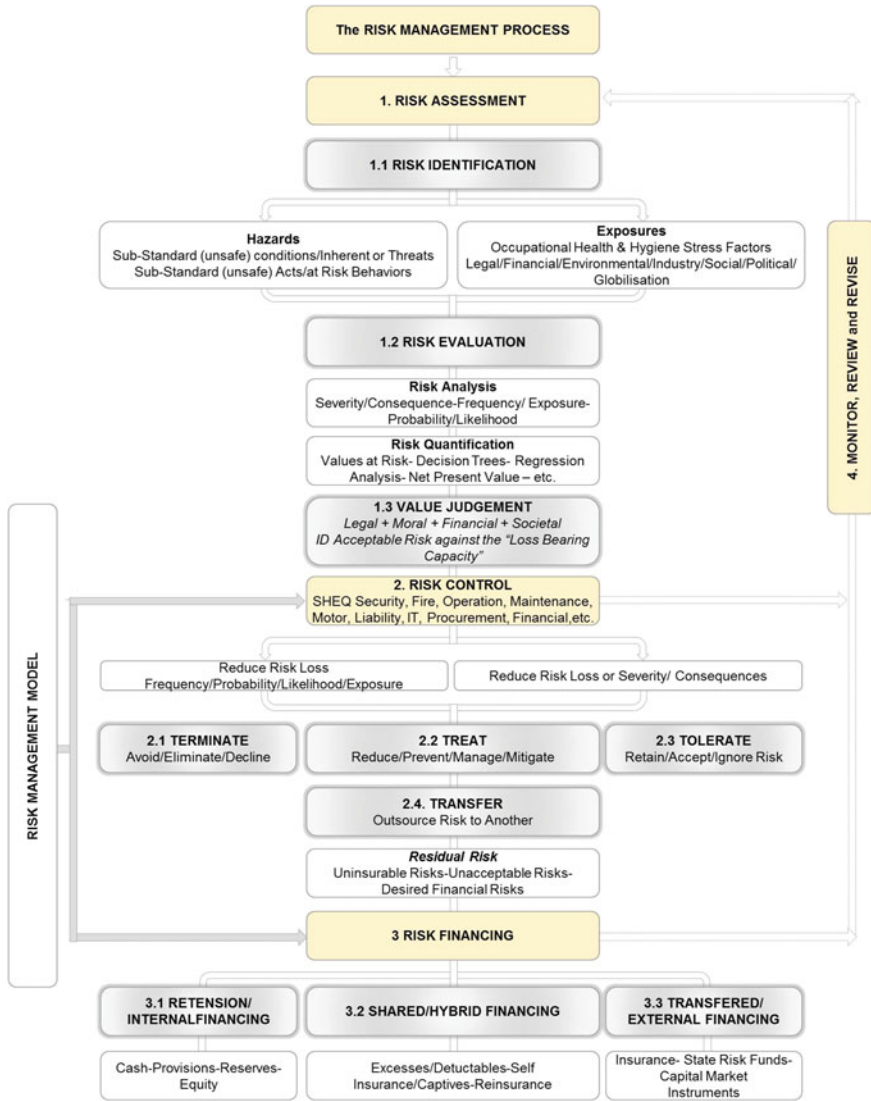 The RISK MANAGEMENT PROCESS
1. RISK ASSESSMENT
1.1 RISK IDENTIFICATION
Hazards
Sub-Standard (unsafe) conditions/Inherent or Threats
Sub-Standard (unsafe) Acts/at Risk Behaviors
Exposures
Occupational Health & Hygiene Stress Factors
Legal/Financial/Environmental/Industry/Social/Political/
Globilisation
1.2 RISK EVALUATION
Risk Analysis
Severity/Consequence-Frequency/ Exposure-
Probability/Likelihood
Risk Quantification
Values at Risk- Decision Trees- Regression
Analysis- Net Present Value – etc.
1.3 VALUE JUDGEMENT
Legal + Moral + Financial + Societal
ID Acceptable Risk against the “Loss Bearing
Capacity”
2. RISK CONTROL
SHEQ Security, Fire, Operation, Maintenance,
Motor, Liability, IT, Procurement, Financial,etc.
Reduce Risk Loss
Frequency/Probability/Likelihood/Exposure
Reduce Risk Loss or Severity/ Consequences
2.1 TERMINATE
Avoid/Eliminate/Decline
2.2 TREAT
Reduce/Prevent/Manage/Mitigate
2.3 TOLERATE
Retain/Accept/Ignore Risk
2.4. TRANSFER
Outsource Risk to Another
Residual Risk
Uninsurable Risks-Unacceptable Risks-
Desired Financial Risks
3 RISK FINANCING
3.1 RETENSION/
INTERNALFINANCING
3.2 SHARED/HYBRID FINANCING
3.3 TRANSFERED/
EXTERNAL FINANCING
Cash-Provisions-Reserves-
Equity
Excesses/Detuctables-Self
Insurance/Captives-Reinsurance
Insurance- State Risk Funds-
Capital Market
Instruments
RISK MANAGEMENT MODEL
4. MONITOR, REVIEW and REVISE